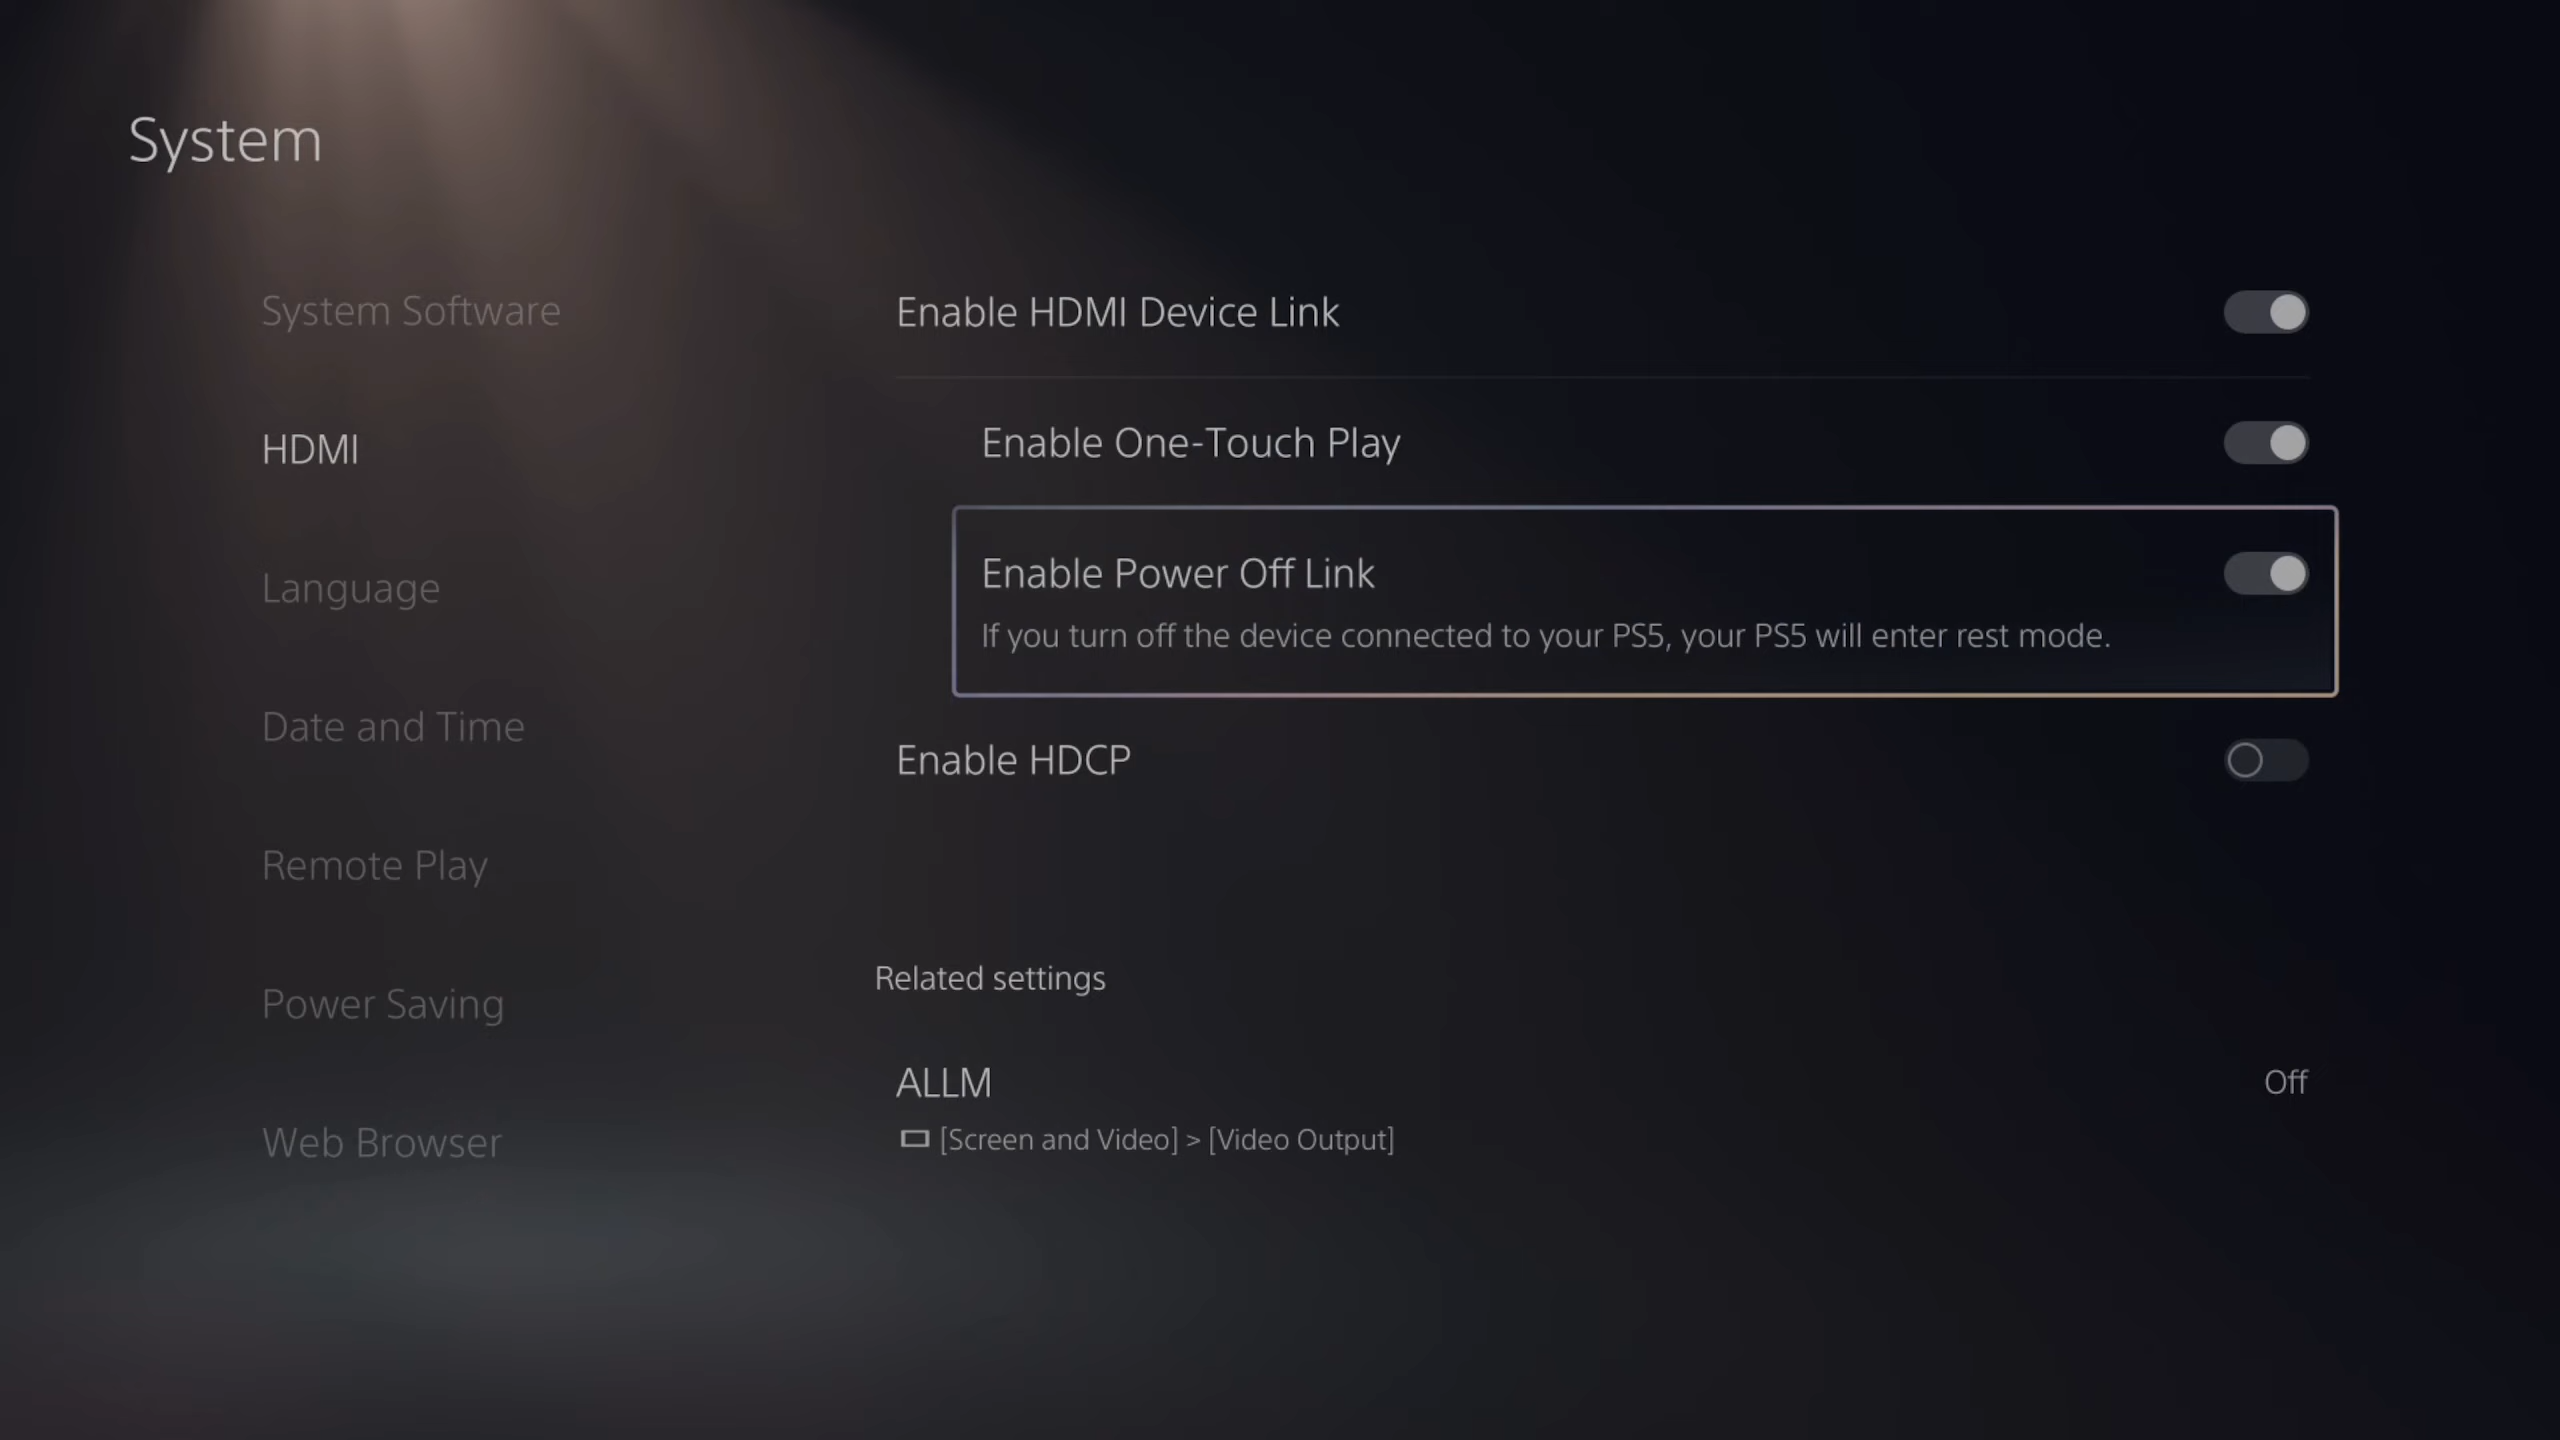 System
System Software
HDMI
Language
Date and Time
Remote Play
Power Saving
Web Browser
Enable HDMI Device Link
Enable One-Touch Play
Enable Power Off Link
If you turn off the device connected to your PS5, your PS5 will enter rest mode.
Enable HDCP
Related settings
ALLM
Off
[Screen and Video] > [Video Output]